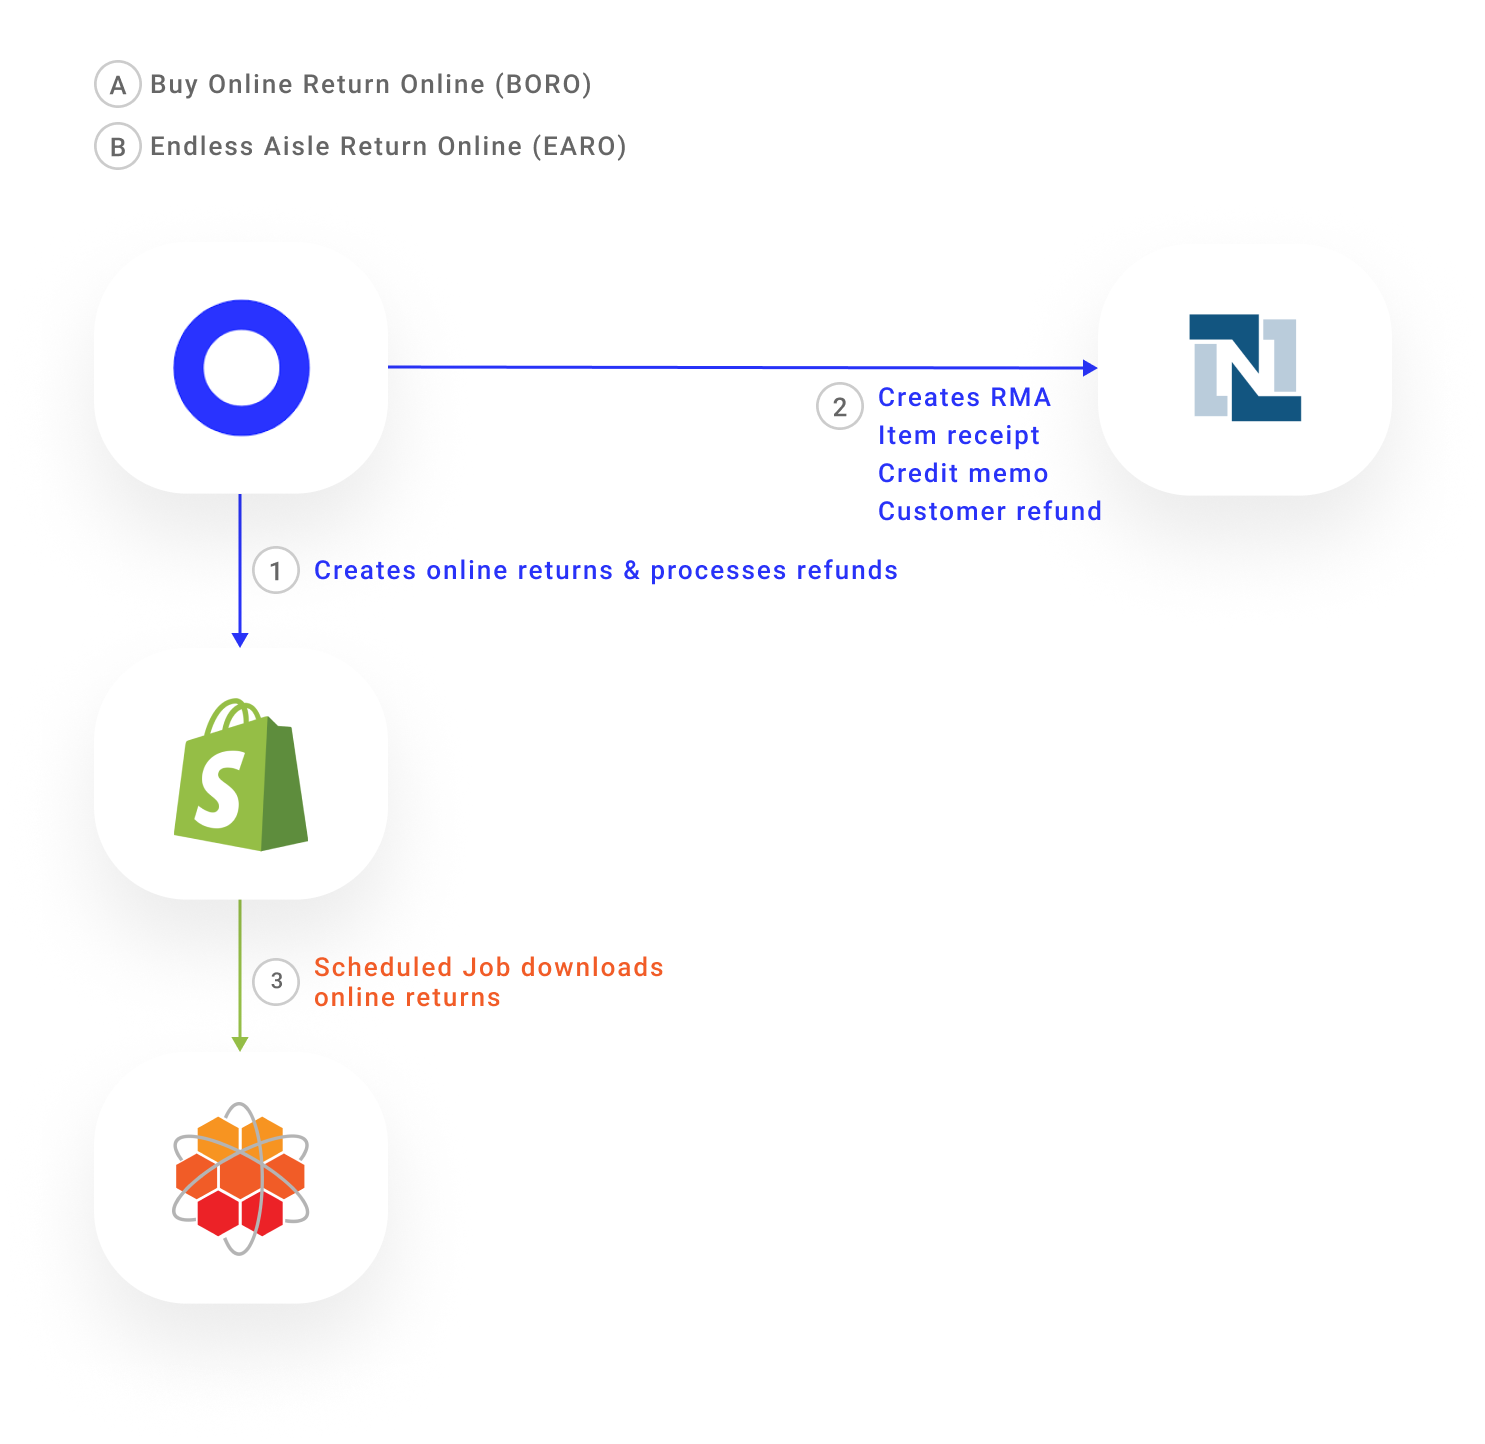 A Buy Online Return Online (BORO)
B Endless Aisle Return Online (EARO)
N
2 Creates RMA
Item receipt
Credit memo
Customer refund
1 Creates online returns & processes refunds
S
3 Scheduled Job downloads
online returns